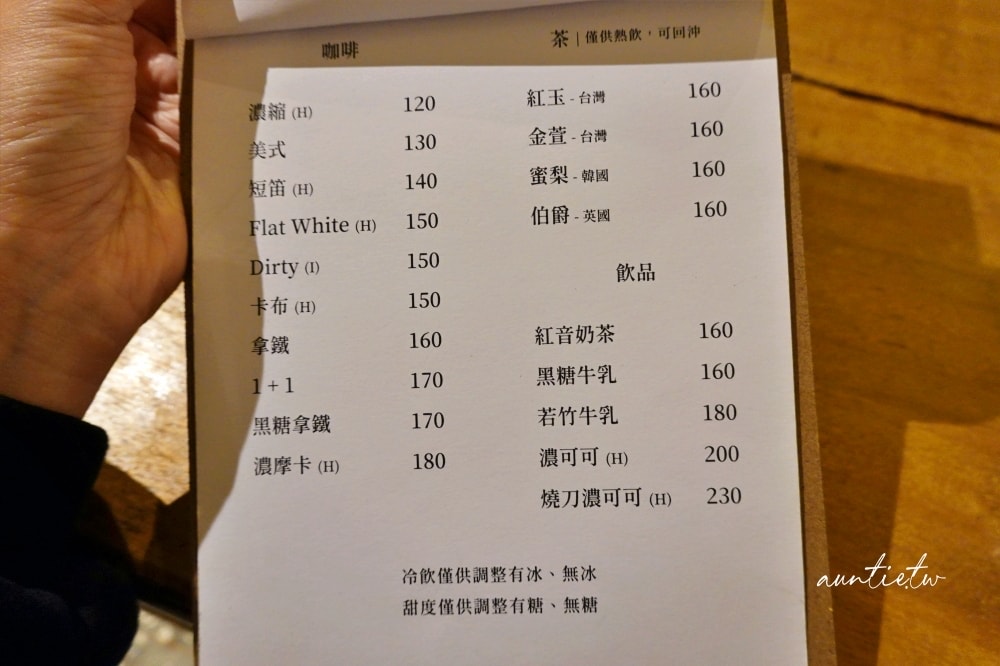 咖啡
濃縮 (H) 120
美式 130
短笛 (H) 140
Flat White (H) 150
Dirty (I) 150
卡布 (H) 150
拿鐵 160
1 + 1 170
黑糖拿鐵 170
濃摩卡 (H) 180
茶 | 僅供熱飲，可回沖
紅玉 - 台灣 160
金萱 - 台灣 160
蜜梨 - 韓國 160
伯爵 - 英國 160
飲品
紅音奶茶 160
黑糖牛乳 160
若竹牛乳 180
濃可可 (H) 200
燒刀濃可可 (H) 230
冷飲僅供調整有冰、無冰
甜度僅供調整有糖、無糖
auntie.tw